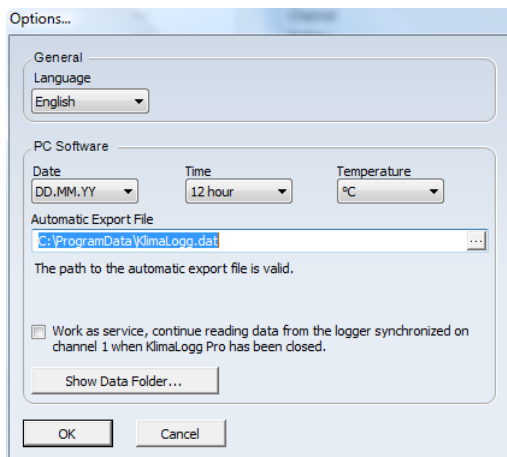 Options...
General
Language
English
PC Software
Date Time Temperature
DD.MM.YY 12 hour °C
Automatic Export File
C:\ProgramData\KlimaLogg.dat ...
The path to the automatic export file is valid.
Work as service, continue reading data from the logger synchronized on
channel 1 when KlimaLogg Pro has been closed.
Show Data Folder...
OK Cancel